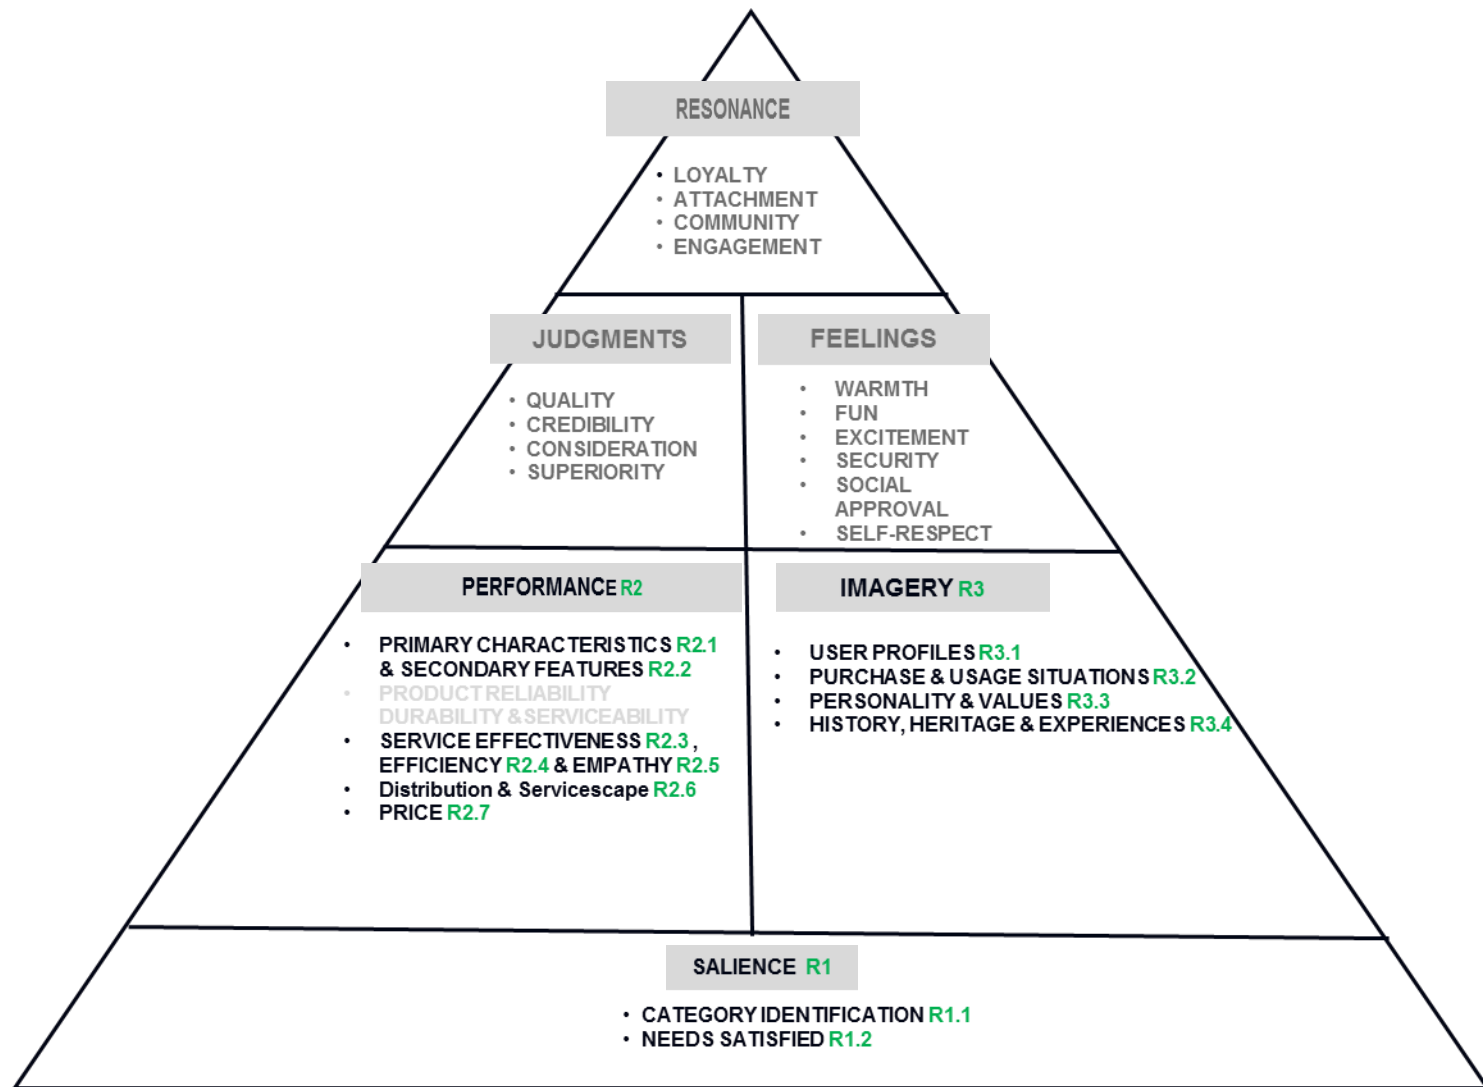 RESONANCE
• LOYALTY
• ATTACHMENT
• COMMUNITY
• ENGAGEMENT
JUDGMENTS
• QUALITY
• CREDIBILITY
• CONSIDERATION
• SUPERIORITY
FEELINGS
• WARMTH
• FUN
• EXCITEMENT
• SECURITY
• SOCIAL
APPROVAL
• SELF-RESPECT
PERFORMANCE R2
• PRIMARY CHARACTERISTICS R2.1
& SECONDARY FEATURES R2.2
• PRODUCT RELIABILITY
DURABILITY & SERVICEABILITY
• SERVICE EFFECTIVENESS R2.3 ,
EFFICIENCY R2.4 & EMPATHY R2.5
• Distribution & Servicescape R2.6
• PRICE R2.7
IMAGERY R3
• USER PROFILES R3.1
• PURCHASE & USAGE SITUATIONS R3.2
• PERSONALITY & VALUES R3.3
• HISTORY, HERITAGE & EXPERIENCES R3.4
SALIENCE R1
• CATEGORY IDENTIFICATION R1.1
• NEEDS SATISFIED R1.2